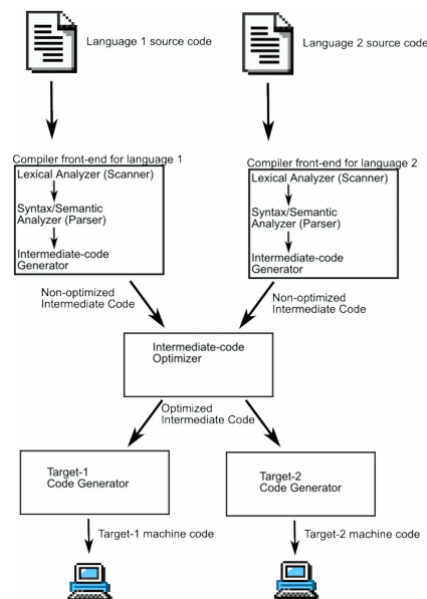 Language 1 source code
Language 2 source code
Compiler front-end for language 1
Lexical Analyzer (Scanner)
Syntax/Semantic
Analyzer (Parser)
Intermediate-code
Generator
Compiler front-end for language 2
Lexical Analyzer (Scanner)
Syntax/Semantic
Analyzer (Parser)
Intermediate-code
Generator
Non-optimized
Intermediate Code
Non-optimized
Intermediate Code
Intermediate-code
Optimizer
Optimized
Intermediate Code
Target-1
Code Generator
Target-2
Code Generator
Target-1 machine code
Target-2 machine code